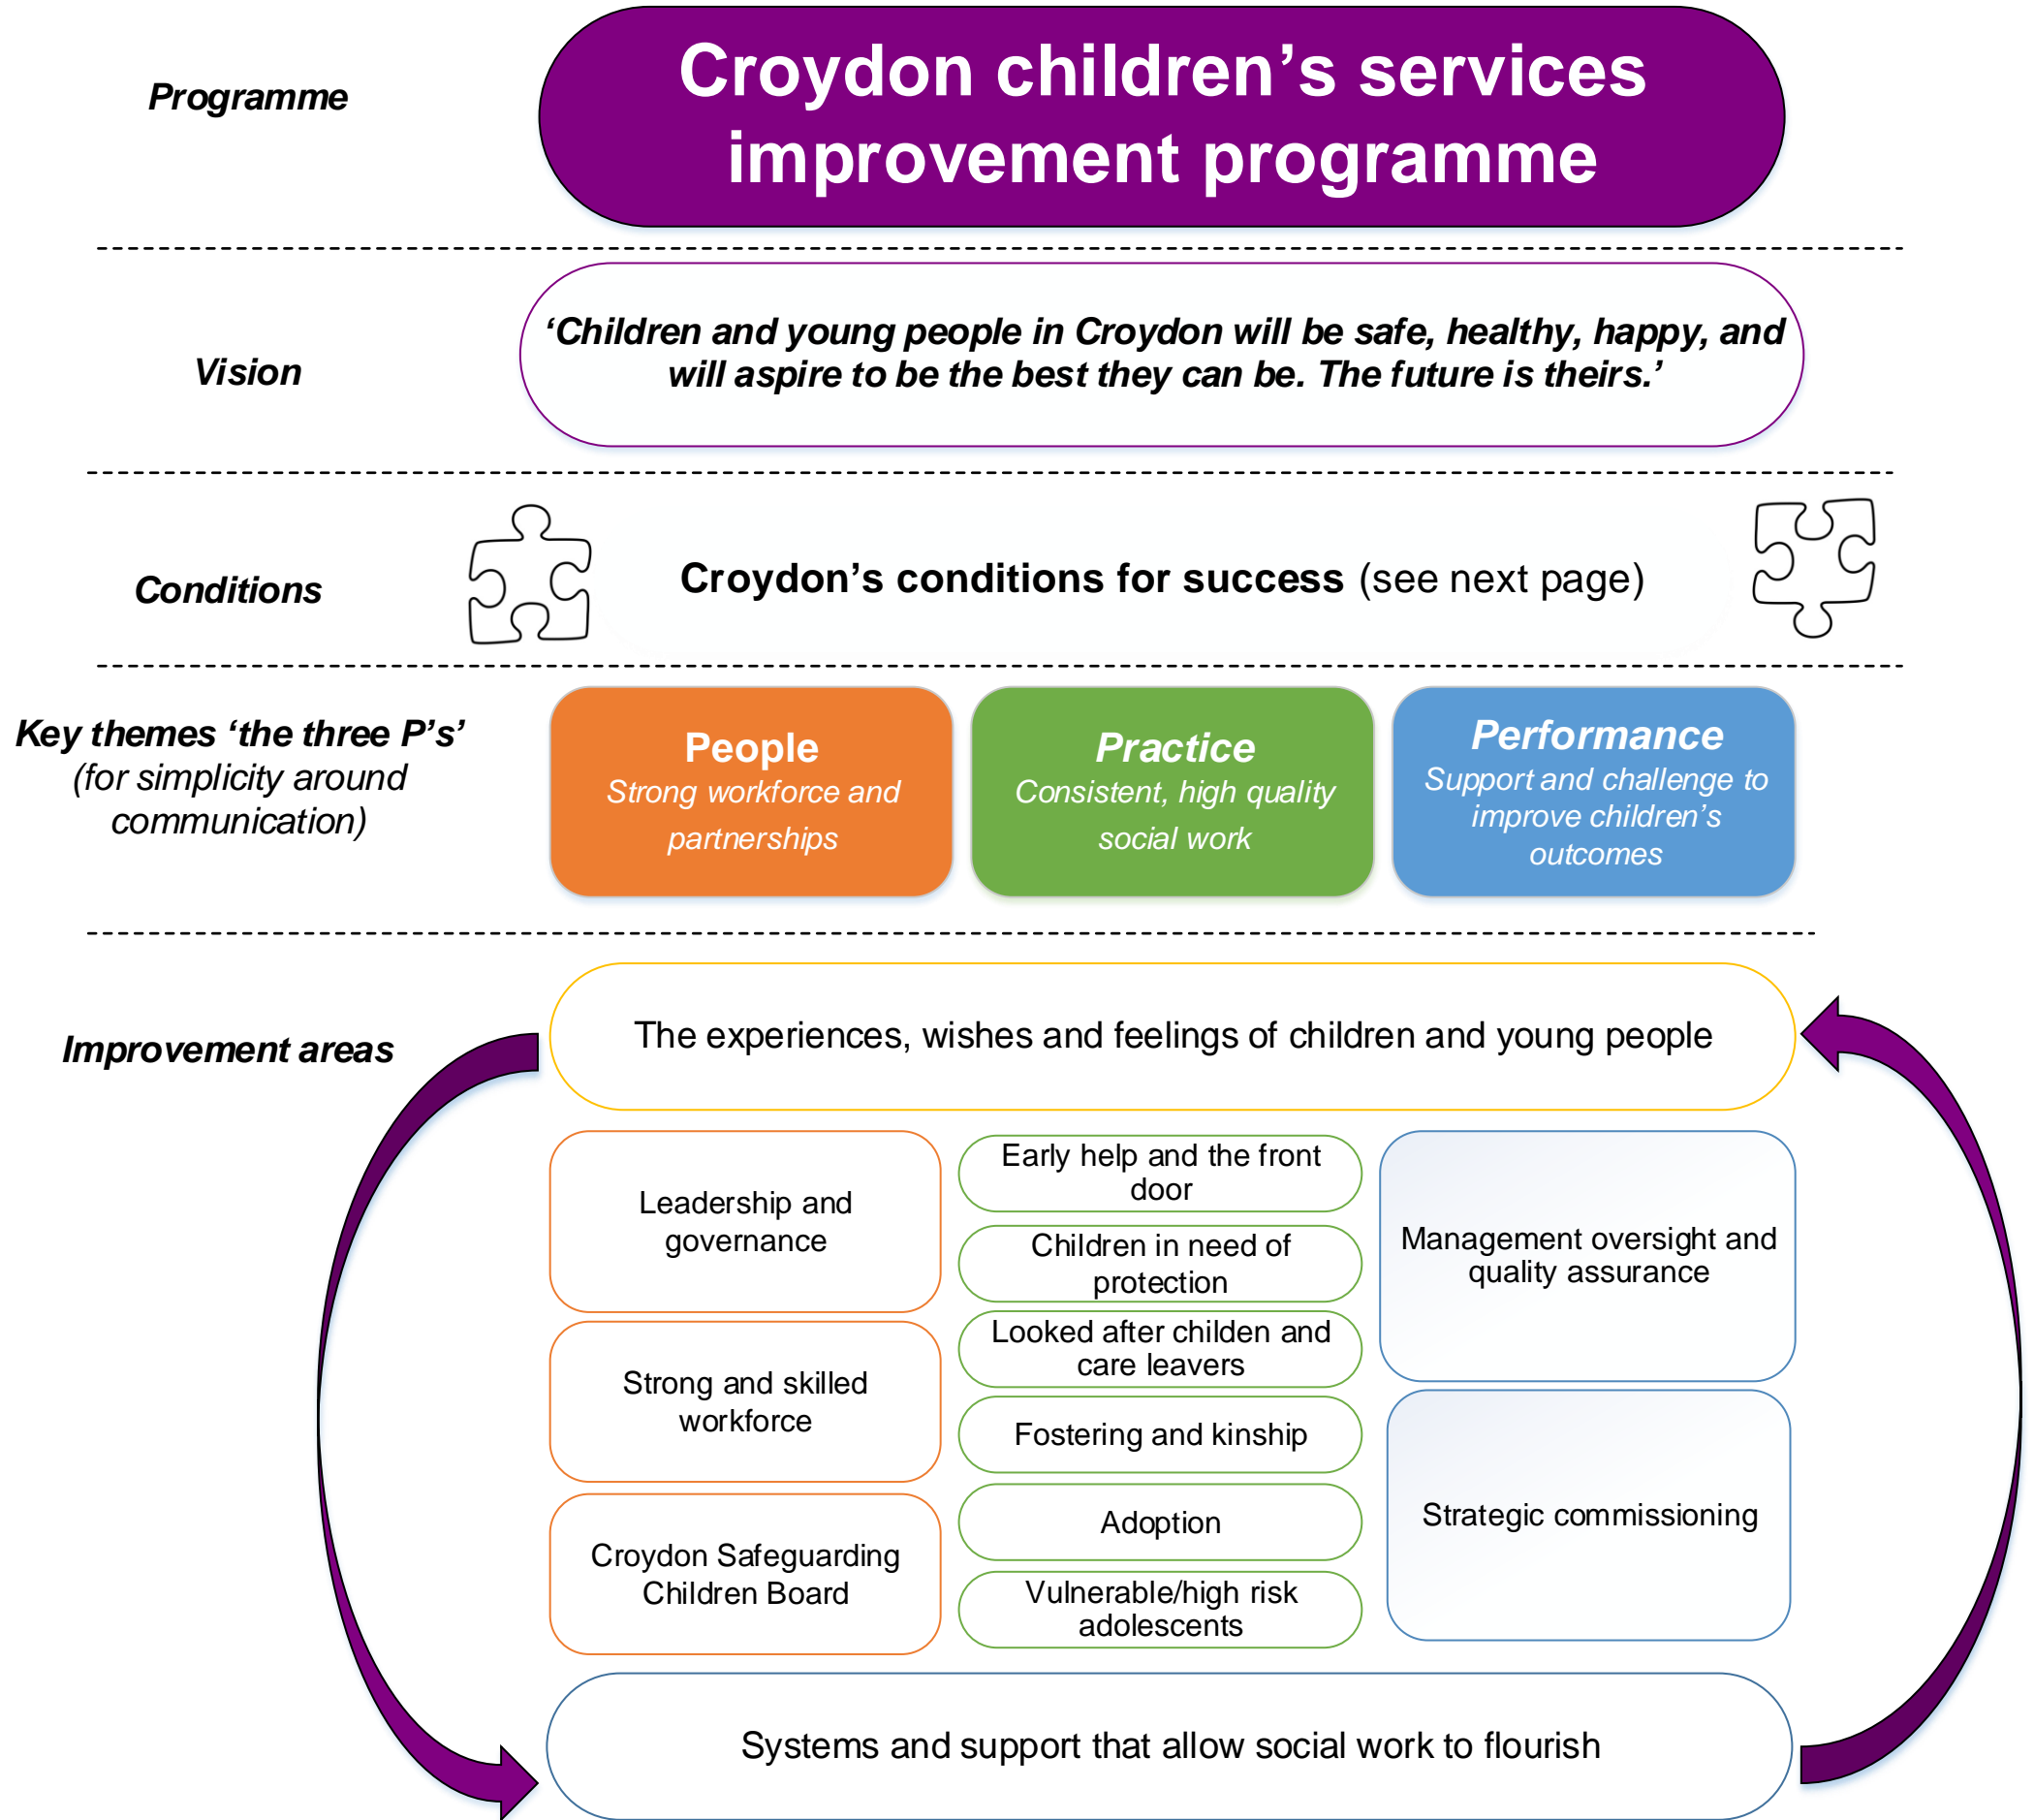 Programme
Croydon children’s services
improvement programme
Vision
‘Children and young people in Croydon will be safe, healthy, happy, and
will aspire to be the best they can be. The future is theirs.’
Conditions
Croydon’s conditions for success (see next page)
Key themes ‘the three P’s’
(for simplicity around
communication)
People
Strong workforce and
partnerships
Practice
Consistent, high quality
social work
Performance
Support and challenge to
improve children’s
outcomes
Improvement areas
The experiences, wishes and feelings of children and young people
Leadership and
governance
Strong and skilled
workforce
Croydon Safeguarding
Children Board
Early help and the front
door
Children in need of
protection
Looked after childen and
care leavers
Fostering and kinship
Adoption
Vulnerable/high risk
adolescents
Management oversight and
quality assurance
Strategic commissioning
Systems and support that allow social work to flourish